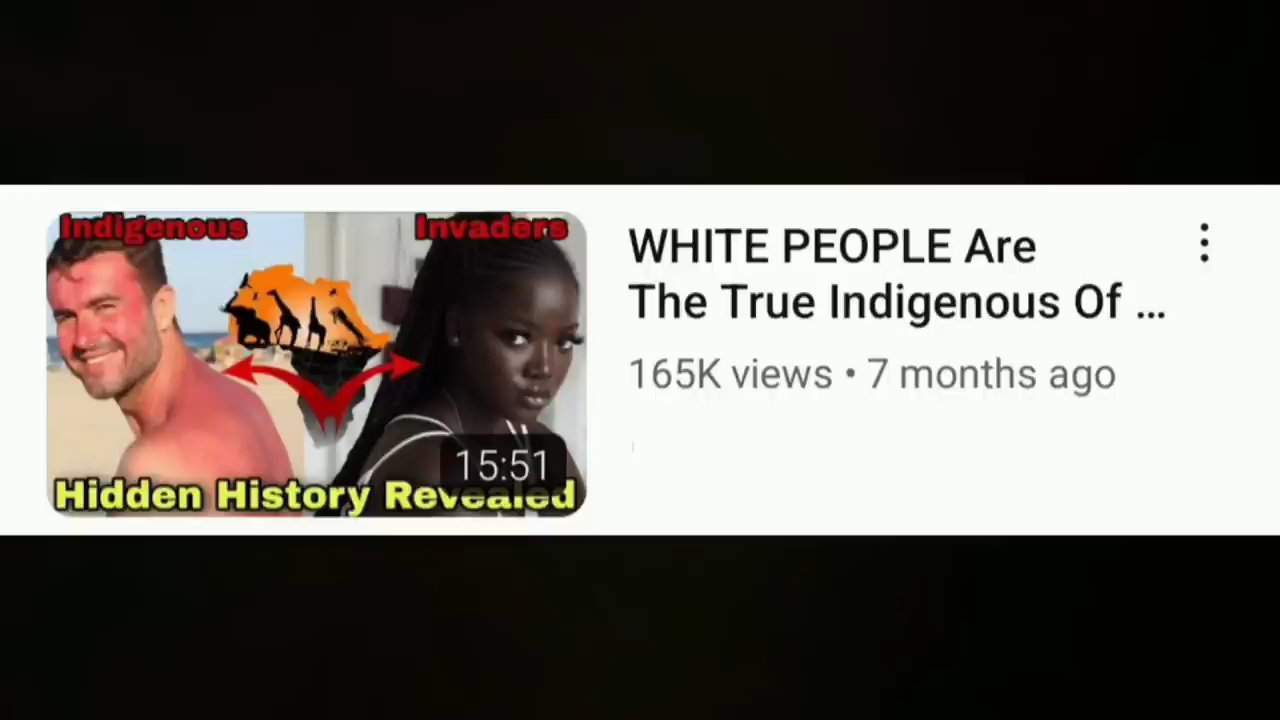 Indigenous
Invaders
15:51
Hidden History Revealed
WHITE PEOPLE Are
The True Indigenous Of ...
165K views • 7 months ago